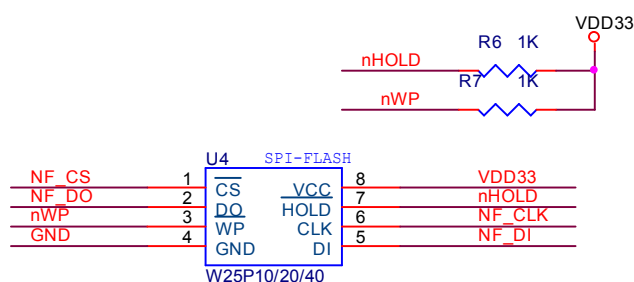 VDD33
R6 1K
nHOLD
R7 1K
nWP
U4 SPI-FLASH
NF_CS 1 CS VCC 8 VDD33
NF_DO 2 DO HOLD 7 nHOLD
nWP 3 WP CLK 6 NF_CLK
GND 4 GND DI 5 NF_DI
W25P10/20/40